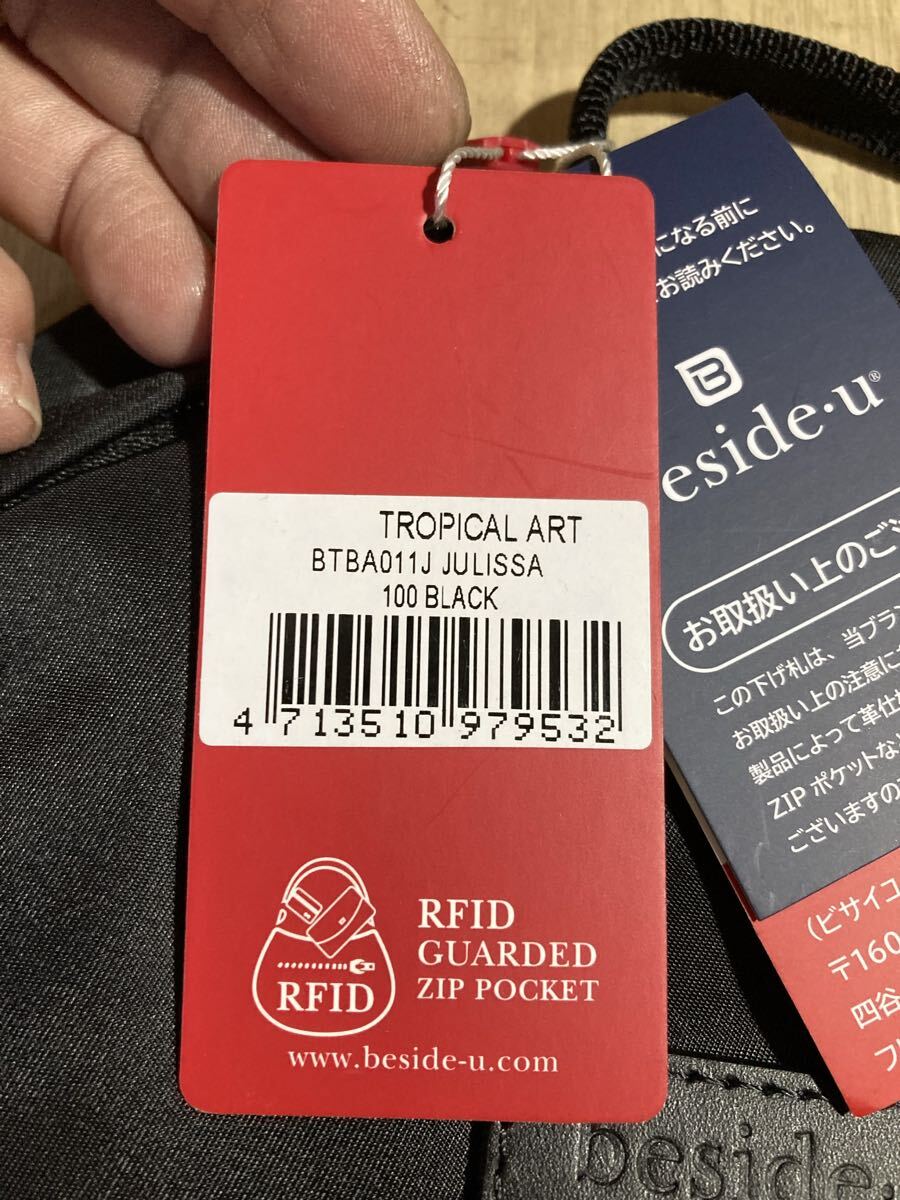 TROPICAL ART
BTBA011J JULISSA
100 BLACK
4 713510 979532
RFID
RFID
GUARDED
ZIP POCKET
www.beside-u.com
になる前に
お読みください。
B
eside·u®
お取扱い上のご
この下げ札は、当ブラン
お取扱い上の注意に
製品によって革仕
ZIP ポケットな
ございますの
(ビサイユ
〒160
四谷
フ
beside.